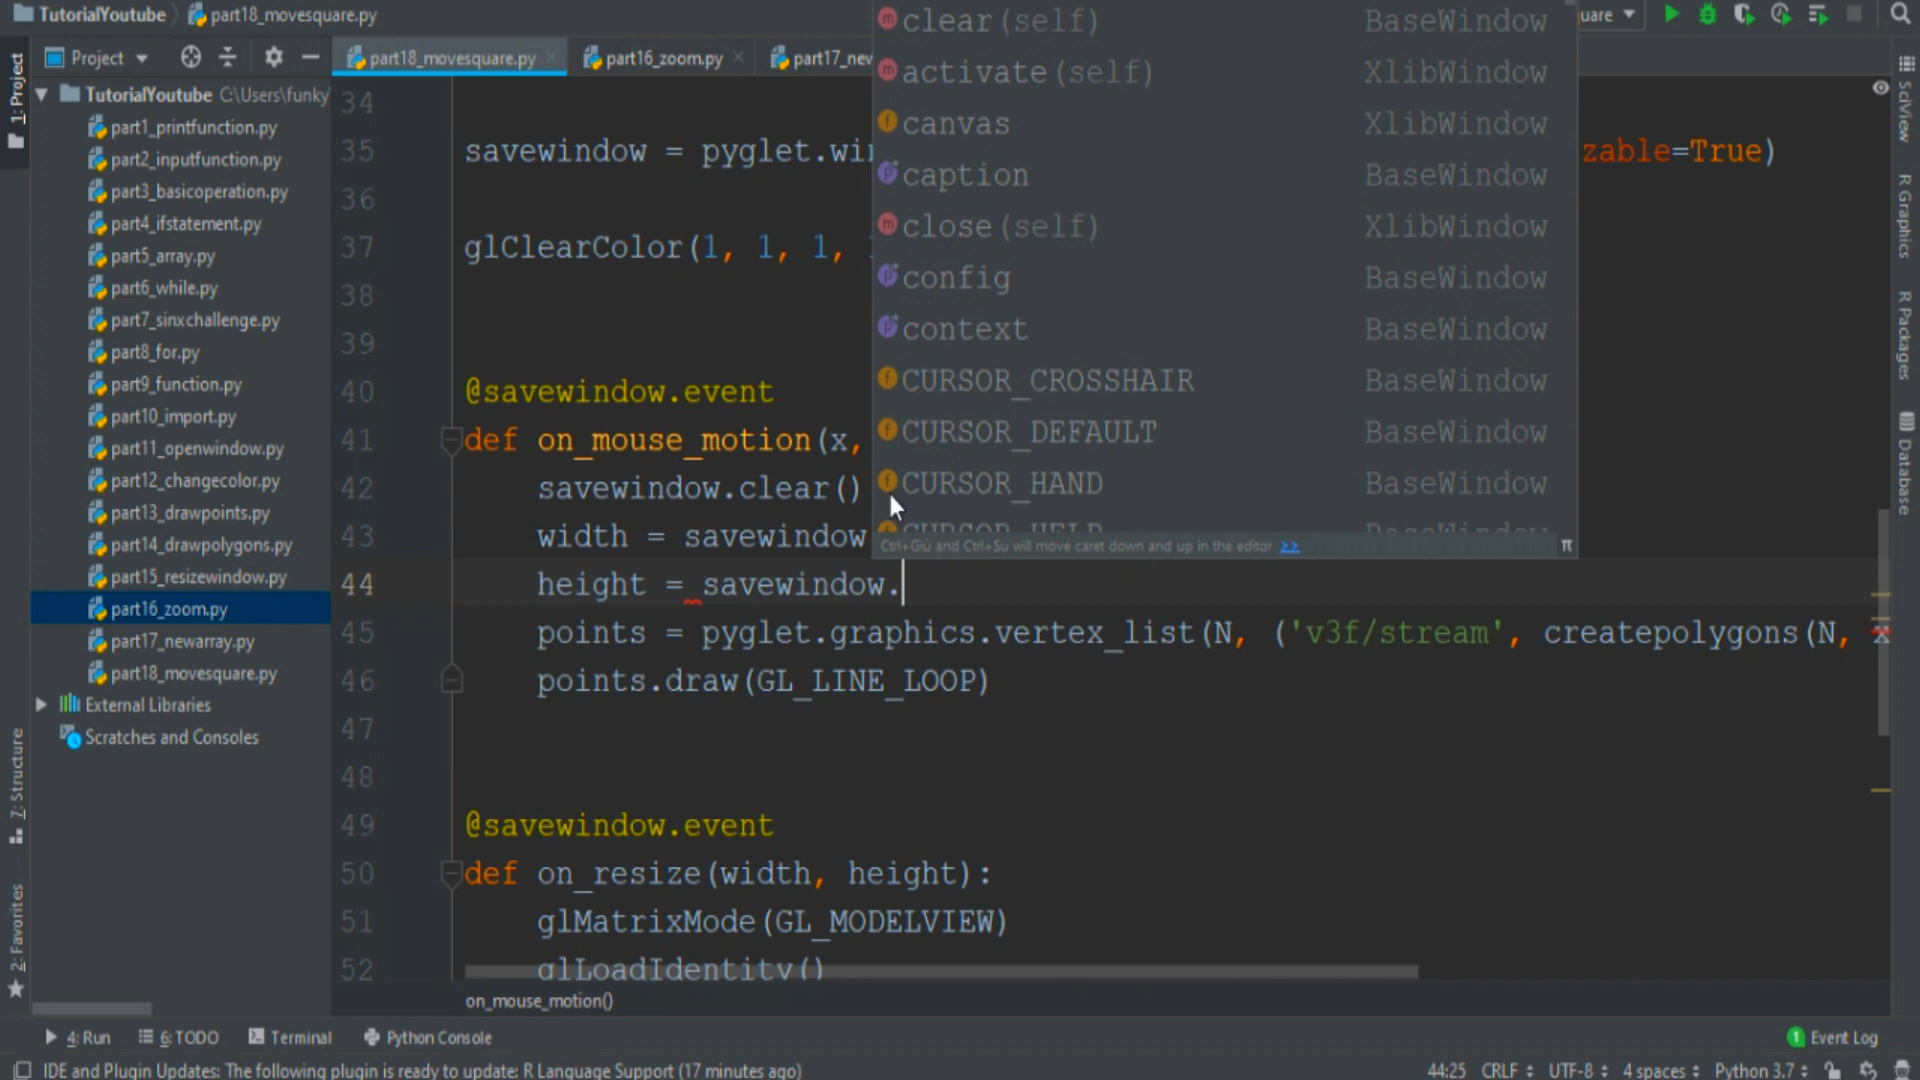 TutorialYoutube
part18_movesquare.py
uare
Project
part18_movesquare.py
part16_zoom.py
part17_nev
1: Project
TutorialYoutube C:\Users\funky
part1_printfunction.py
part2_inputfunction.py
part3_basicoperation.py
part4_ifstatement.py
part5_array.py
part6_while.py
part7_sinxchallenge.py
part8_for.py
part9_function.py
part10_import.py
part11_openwindow.py
part12_changecolor.py
part13_drawpoints.py
part14_drawpolygons.py
part15_resizewindow.py
part16_zoom.py
part17_newarray.py
part18_movesquare.py
External Libraries
Scratches and Consoles
7: Structure
2: Favorites
34
35 savewindow = pyglet.wi zable=True)
36
37 glClearColor(1, 1, 1,
38
39
40 @savewindow.event
41 def on_mouse_motion(x,
42 savewindow.clear()
43 width = savewindow
44 height = savewindow.
45 points = pyglet.graphics.vertex_list(N, ('v3f/stream', createpolygons(N, x
46 points.draw(GL_LINE_LOOP)
47
48
49 @savewindow.event
50 def on_resize(width, height):
51 glMatrixMode(GL_MODELVIEW)
52 glLoadIdentity()
clear(self) BaseWindow
activate(self) XlibWindow
canvas XlibWindow
caption BaseWindow
close(self) XlibWindow
config BaseWindow
context BaseWindow
CURSOR_CROSSHAIR BaseWindow
CURSOR_DEFAULT BaseWindow
CURSOR_HAND BaseWindow
CURSOR_HELP BaseWindow
Ctrl+Giù and Ctrl+Su will move caret down and up in the editor >>
π
SciView
R Graphics
R Packages
Database
on_mouse_motion()
4: Run
6: TODO
Terminal
Python Console
1 Event Log
IDE and Plugin Updates: The following plugin is ready to update: R Language Support (17 minutes ago)
44:25 CRLF UTF-8 4 spaces Python 3.7